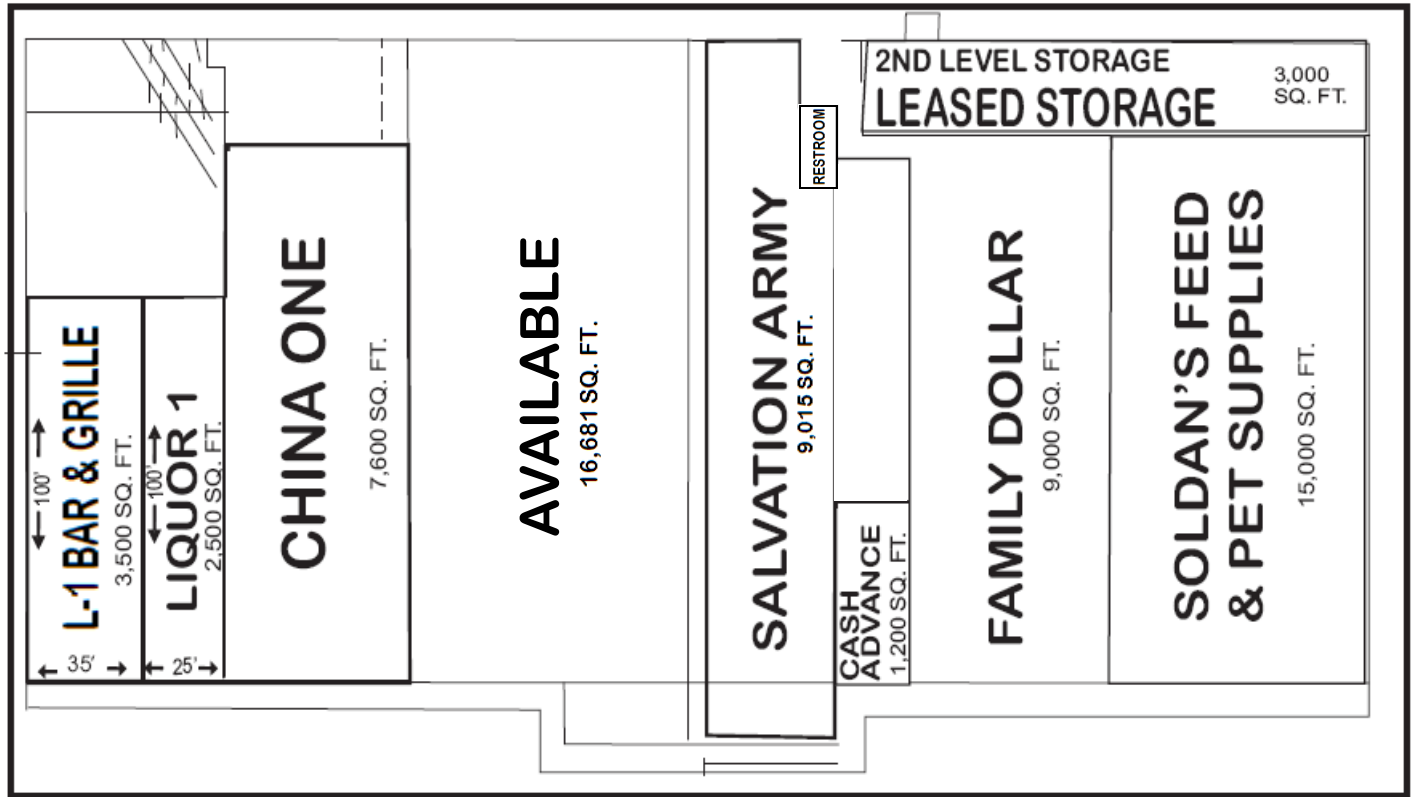 2ND LEVEL STORAGE
LEASED STORAGE
3,000
SQ. FT.
RESTROOM
L-1 BAR & GRILLE
3,500 SQ. FT.
100'
35'
LIQUOR 1
2,500 SQ. FT.
100'
25'
CHINA ONE
7,600 SQ. FT.
AVAILABLE
16,681 SQ. FT.
SALVATION ARMY
9,015 SQ. FT.
CASH
ADVANCE
1,200 SQ. FT.
FAMILY DOLLAR
9,000 SQ. FT.
SOLDAN'S FEED
& PET SUPPLIES
15,000 SQ. FT.